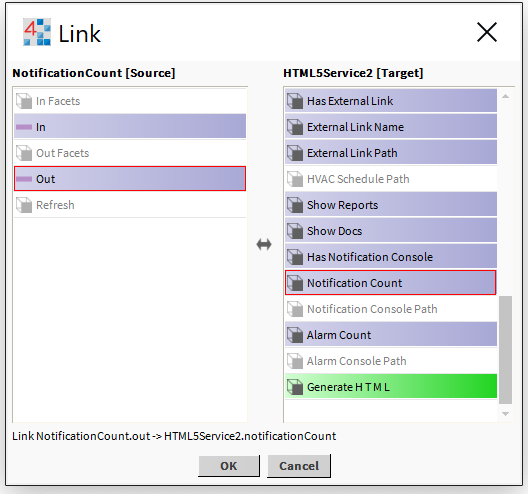 Link
NotificationCount [Source]
In Facets
In
Out Facets
Out
Refresh
HTML5Service2 [Target]
Has External Link
External Link Name
External Link Path
HVAC Schedule Path
Show Reports
Show Docs
Has Notification Console
Notification Count
Notification Console Path
Alarm Count
Alarm Console Path
Generate H T M L
Link NotificationCount.out -> HTML5Service2.notificationCount
OK
Cancel